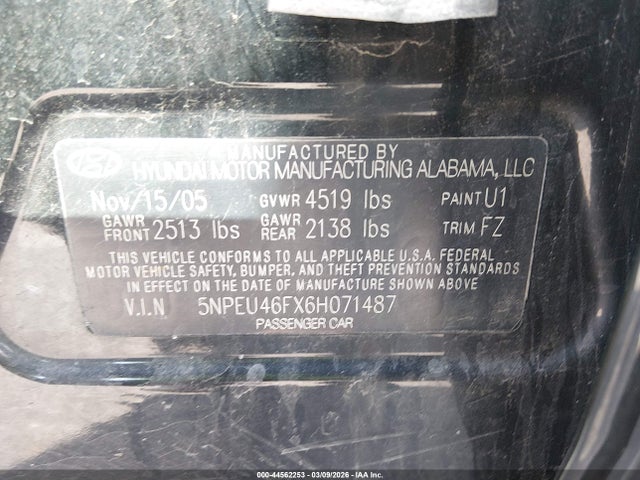 MANUFACTURED BY
HYUNDAI MOTOR MANUFACTURING ALABAMA, LLC
Nov/15/05 GVWR 4519 lbs PAINT U1
GAWR FRONT 2513 lbs GAWR REAR 2138 lbs TRIM FZ
THIS VEHICLE CONFORMS TO ALL APPLICABLE U.S.A. FEDERAL
MOTOR VEHICLE SAFETY, BUMPER, AND THEFT PREVENTION STANDARDS
IN EFFECT ON THE DATE OF MANUFACTURE SHOWN ABOVE
V.I.N 5NPEU46FX6H071487
PASSENGER CAR
000-44562253 - 03/09/2026 - IAA Inc.